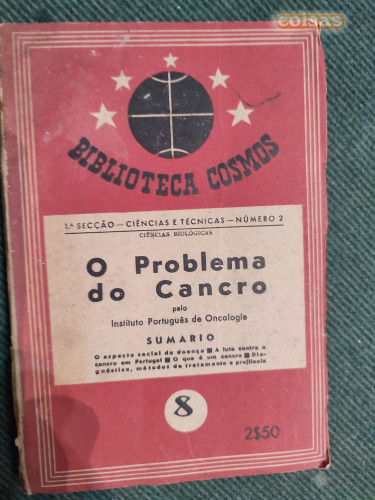 coisas
BIBLIOTECA COSMOS
1.ª SECÇÃO — CIÊNCIAS E TÉCNICAS — NÚMERO 2
CIÊNCIAS BIOLÓGICAS
O Problema
do Cancro
pelo
Instituto Português de Oncologia
SUMARIO
O aspecto social da doença ■ A luta contra o
cancro em Portugal ■ O que é um cancro ■ Dia-
gnóstico, métodos de tratamento e profilaxia
8
2$50